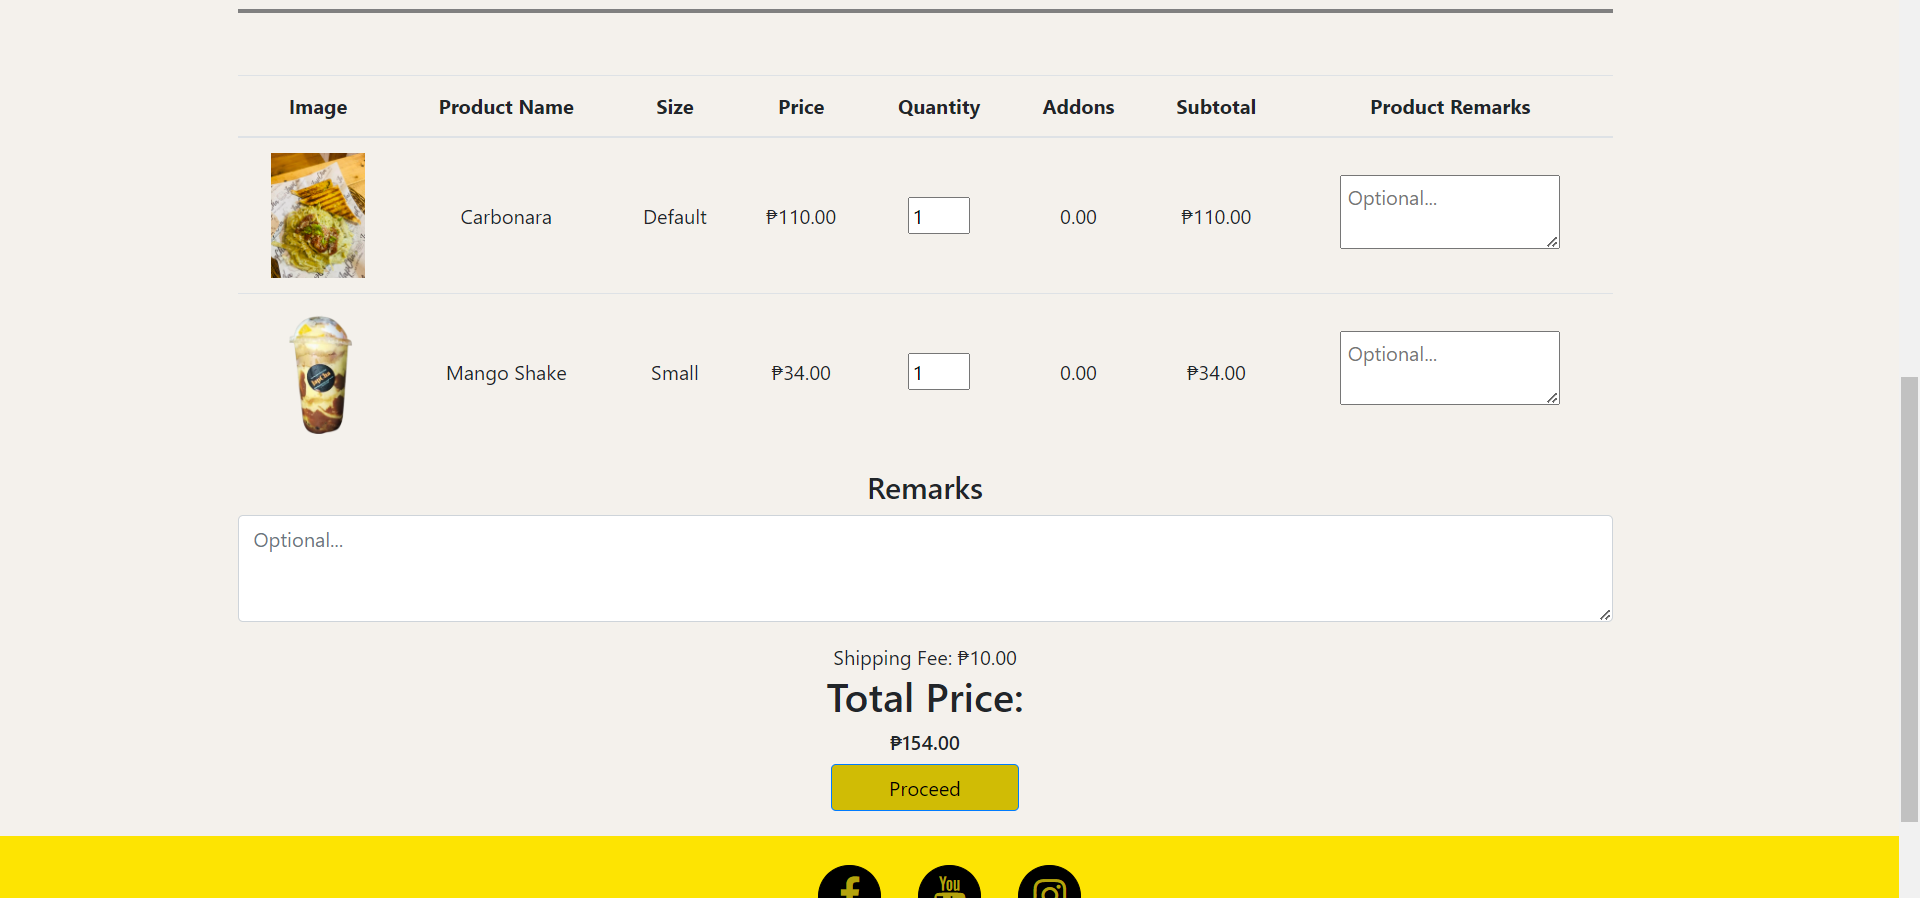 Image Product Name Size Price Quantity Addons Subtotal Product Remarks
Carbonara Default ₱110.00 1 0.00 ₱110.00 Optional...
Mango Shake Small ₱34.00 1 0.00 ₱34.00 Optional...
Remarks
Optional...
Shipping Fee: ₱10.00
Total Price:
₱154.00
Proceed
You